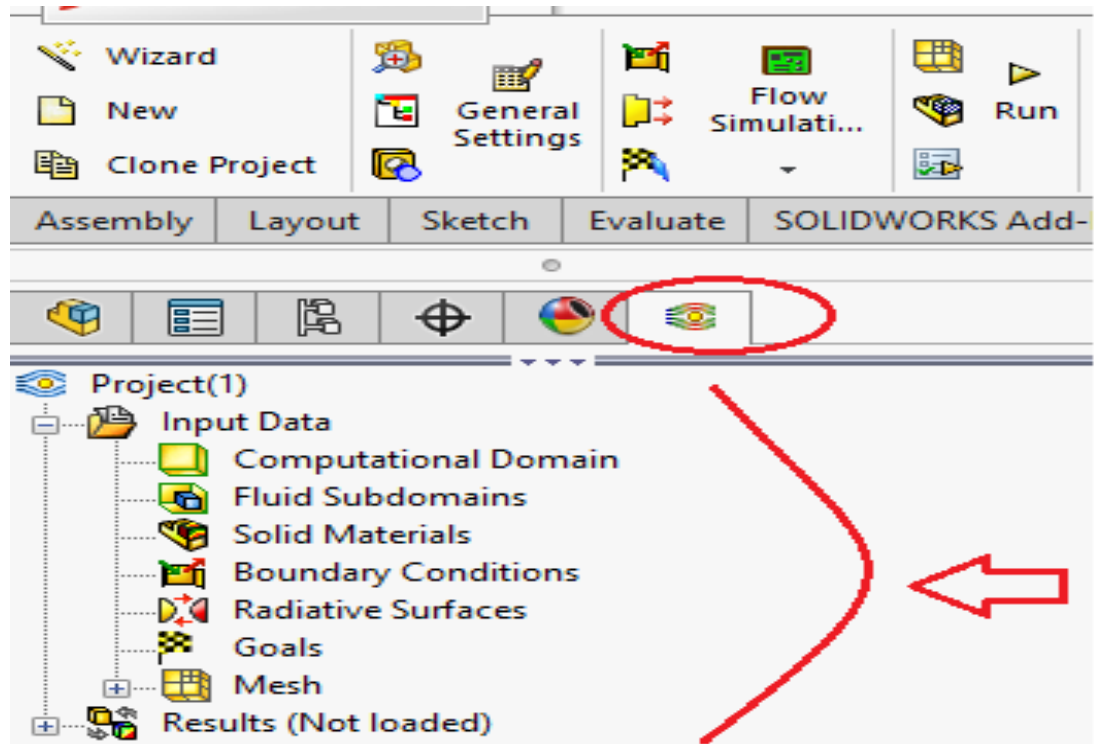 Wizard
New
Clone Project
General
Settings
Flow
Simulati...
Run
Assembly Layout Sketch Evaluate SOLIDWORKS Add-
Project(1)
Input Data
Computational Domain
Fluid Subdomains
Solid Materials
Boundary Conditions
Radiative Surfaces
Goals
Mesh
Results (Not loaded)